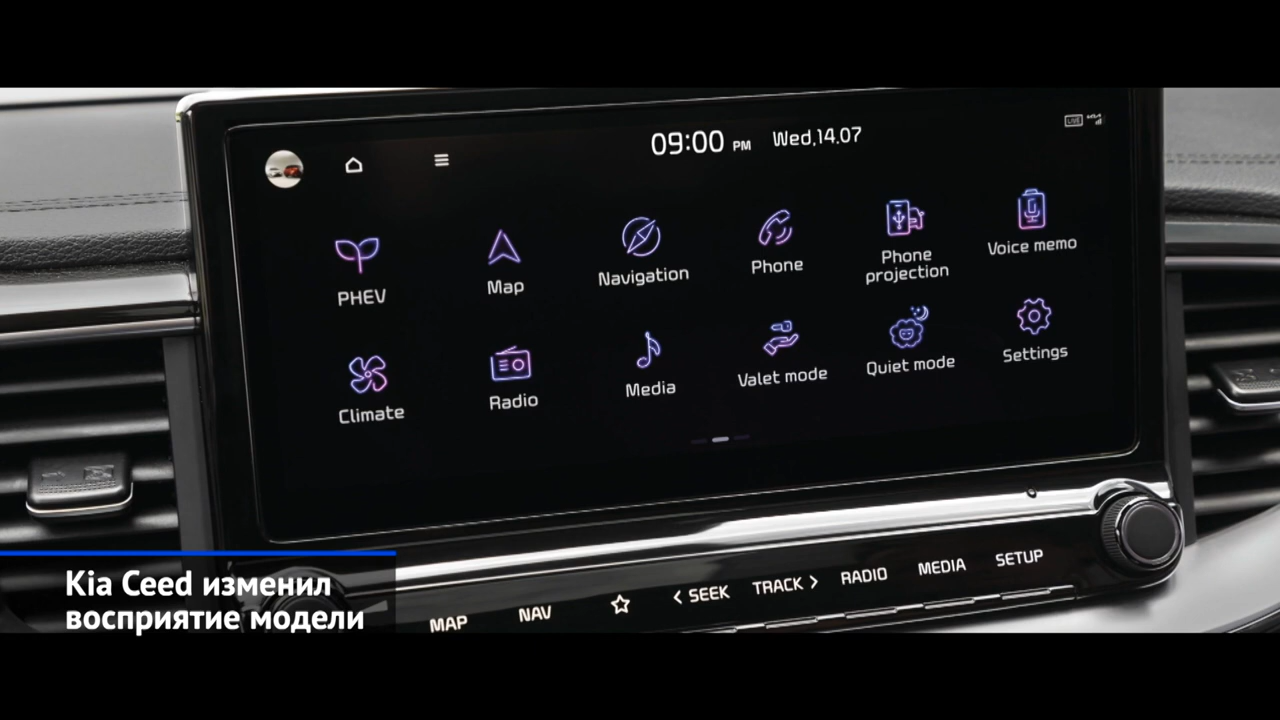 09:00 PM Wed,14.07
LIVE
PHEV
Map
Navigation
Phone
Phone
projection
Voice memo
Climate
Radio
Media
Valet mode
Quiet mode
Settings
MAP
NAV
SEEK
TRACK
RADIO
MEDIA
SETUP
Kia Ceed изменил
восприятие модели